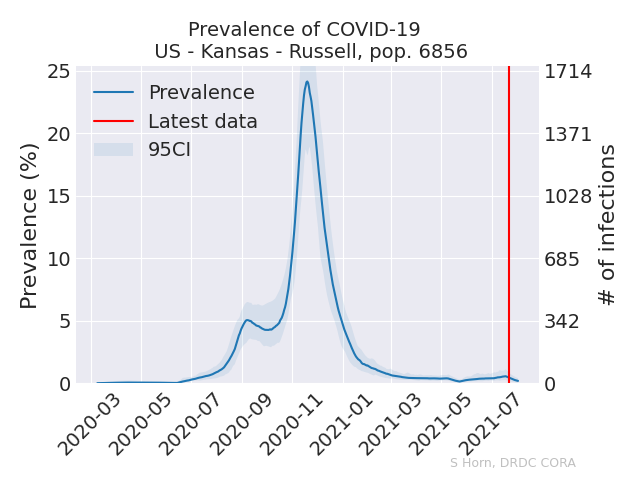 Prevalence of COVID-19
US - Kansas - Russell, pop. 6856
25
20
15
10
5
0
Prevalence (%)
1714
1371
1028
685
342
0
# of infections
Prevalence
Latest data
95CI
2020-03
2020-05
2020-07
2020-09
2020-11
2021-01
2021-03
2021-05
2021-07
S Horn, DRDC CORA